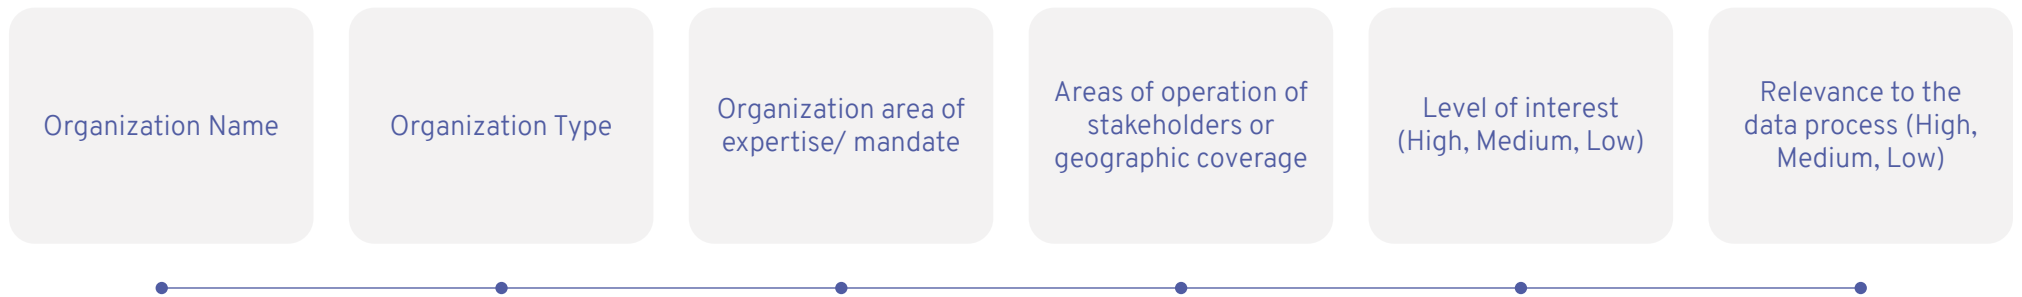 Organization Name
Organization Type
Organization area of
expertise/ mandate
Areas of operation of
stakeholders or
geographic coverage
Level of interest
(High, Medium, Low)
Relevance to the
data process (High,
Medium, Low)